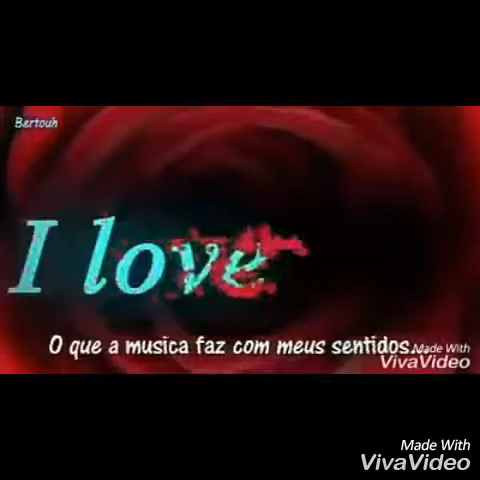 Bertouh
I love
O que a musica faz com meus sentidos...
Made With
VivaVideo
Made With
VivaVideo